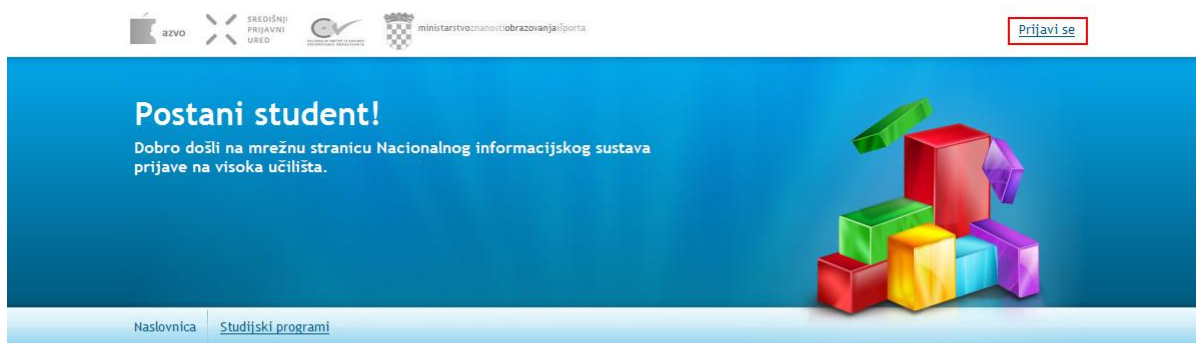 azvo
SREDIŠNJI
PRIJAVNI
URED
ministarstvoznanostiobrazovanjaišporta
Prijavi se
Postani student!
Dobro došli na mrežnu stranicu Nacionalnog informacijskog sustava
prijave na visoka učilišta.
Naslovnica
Studijski programi